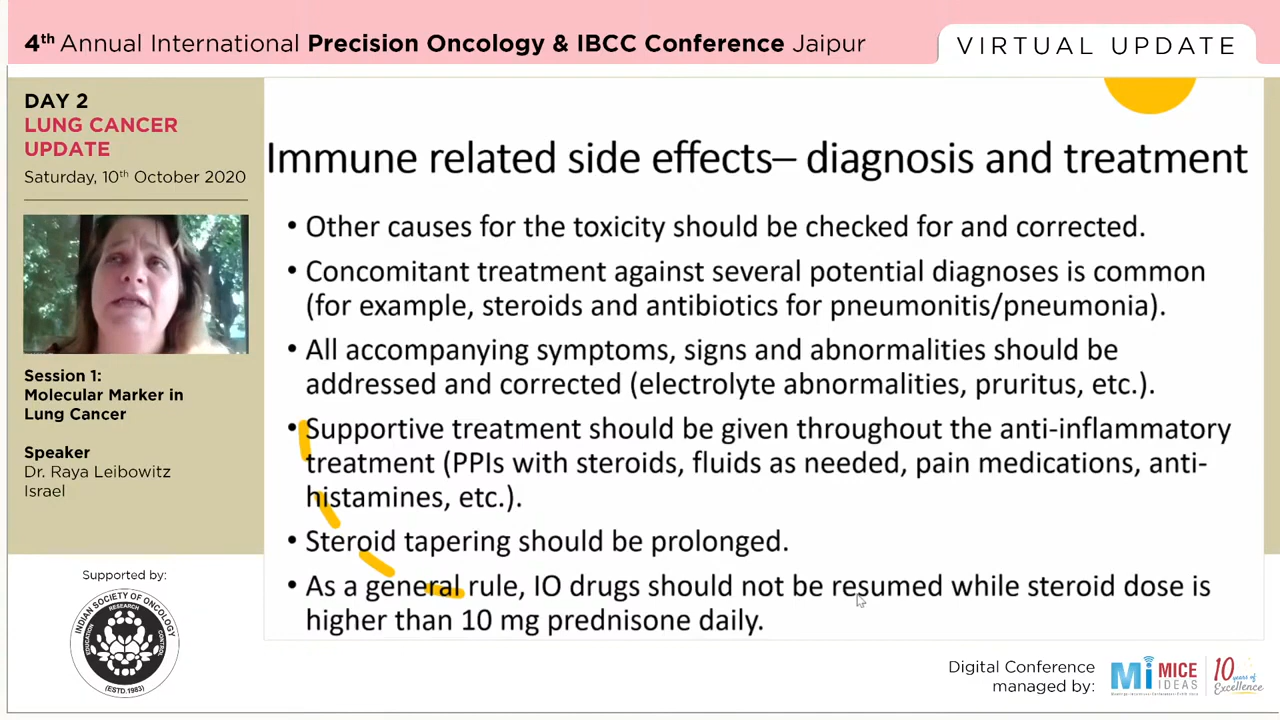 4th Annual International Precision Oncology & IBCC Conference Jaipur
VIRTUAL UPDATE
DAY 2
LUNG CANCER
UPDATE
Saturday, 10th October 2020
Session 1:
Molecular Marker in
Lung Cancer
Speaker
Dr. Raya Leibowitz
Israel
Supported by:
INDIAN SOCIETY OF ONCOLOGY
EDUCATION
RESEARCH
CONTROL
(ESTD.1983)
Immune related side effects– diagnosis and treatment
• Other causes for the toxicity should be checked for and corrected.
• Concomitant treatment against several potential diagnoses is common
(for example, steroids and antibiotics for pneumonitis/pneumonia).
• All accompanying symptoms, signs and abnormalities should be
addressed and corrected (electrolyte abnormalities, pruritus, etc.).
• Supportive treatment should be given throughout the anti-inflammatory
treatment (PPIs with steroids, fluids as needed, pain medications, anti-
histamines, etc.).
• Steroid tapering should be prolonged.
• As a general rule, IO drugs should not be resumed while steroid dose is
higher than 10 mg prednisone daily.
Digital Conference
managed by:
Mi MICE
IDEAS
10 years of
Excellence